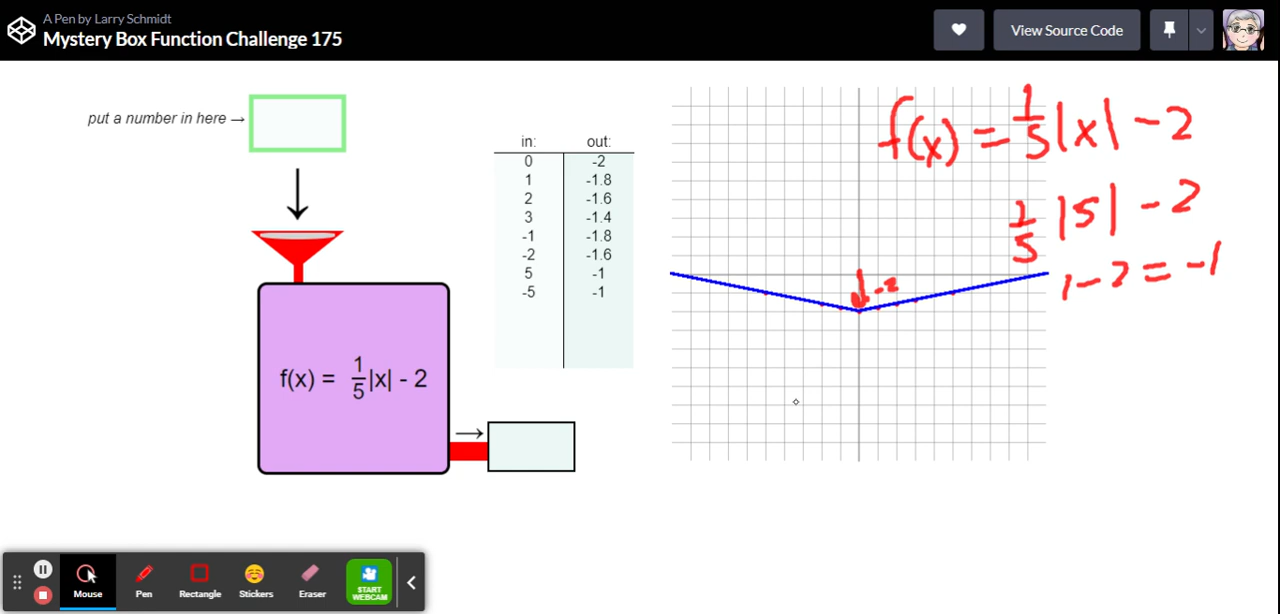 A Pen by Larry Schmidt
Mystery Box Function Challenge 175
View Source Code
put a number in here →
in: out:
0 -2
1 -1.8
2 -1.6
3 -1.4
-1 -1.8
-2 -1.6
5 -1
-5 -1
f(x) = 1/5|x| - 2
f(x) = 1/5|x| - 2
1/5 |5| - 2
1 - 2 = -1
-2
Mouse
Pen
Rectangle
Stickers
Eraser
START
WEBCAM